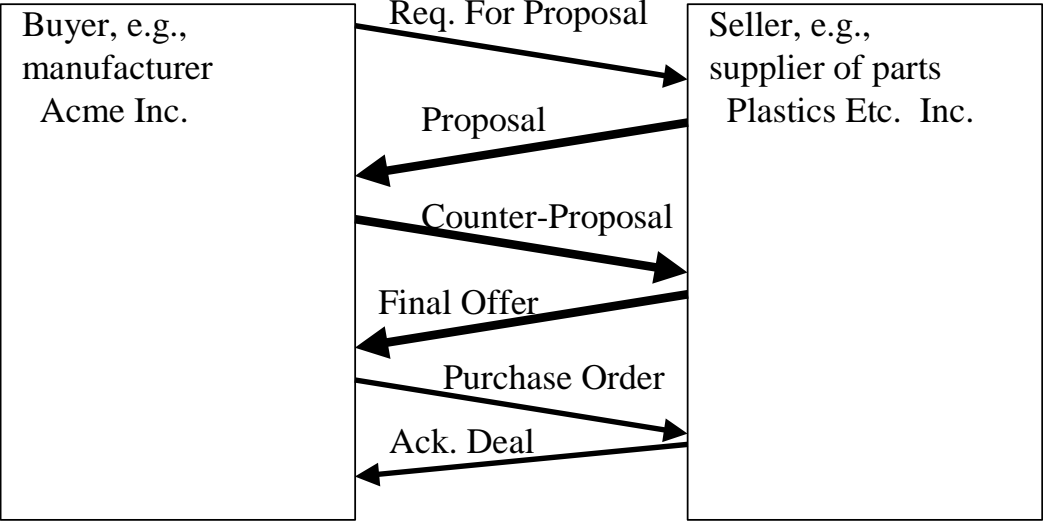 Buyer, e.g.,
manufacturer
Acme Inc.
Req. For Proposal
Proposal
Counter-Proposal
Final Offer
Purchase Order
Ack. Deal
Seller, e.g.,
supplier of parts
Plastics Etc. Inc.